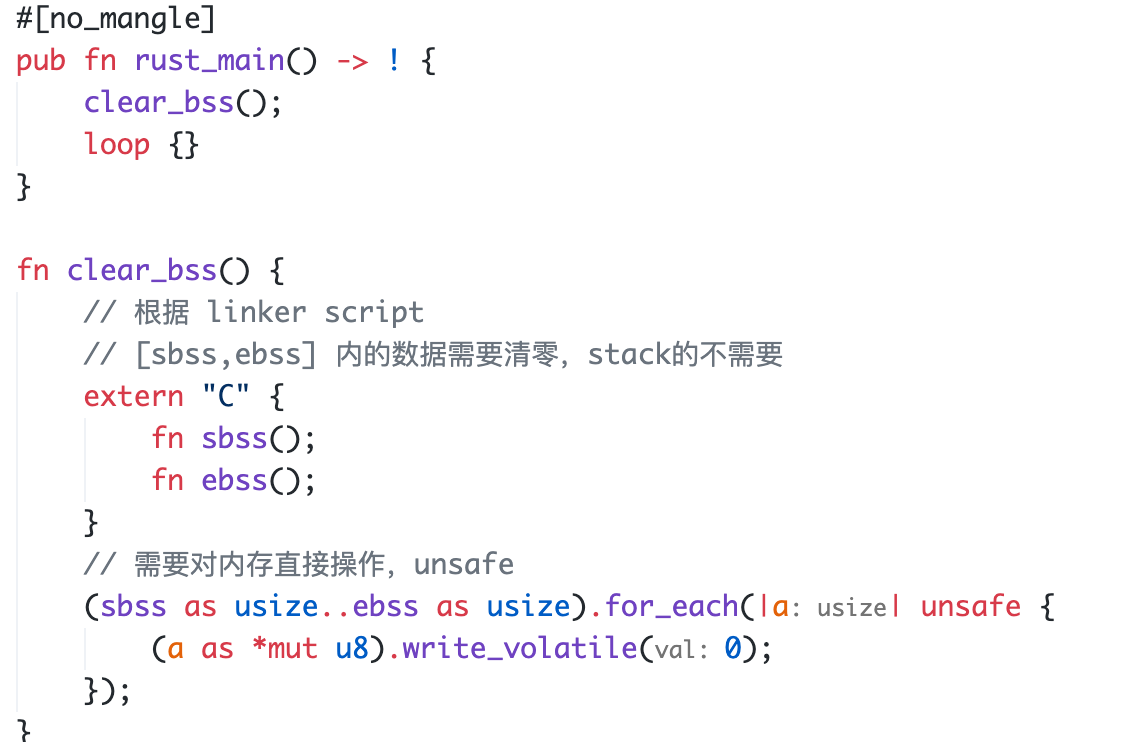 #[no_mangle]
pub fn rust_main() -> ! {
    clear_bss();
    loop {}
}

fn clear_bss() {
    // 根据 linker script
    // [sbss,ebss] 内的数据需要清零，stack的不需要
    extern "C" {
        fn sbss();
        fn ebss();
    }
    // 需要对内存直接操作，unsafe
    (sbss as usize..ebss as usize).for_each(|a: usize| unsafe {
        (a as *mut u8).write_volatile(val: 0);
    });
}